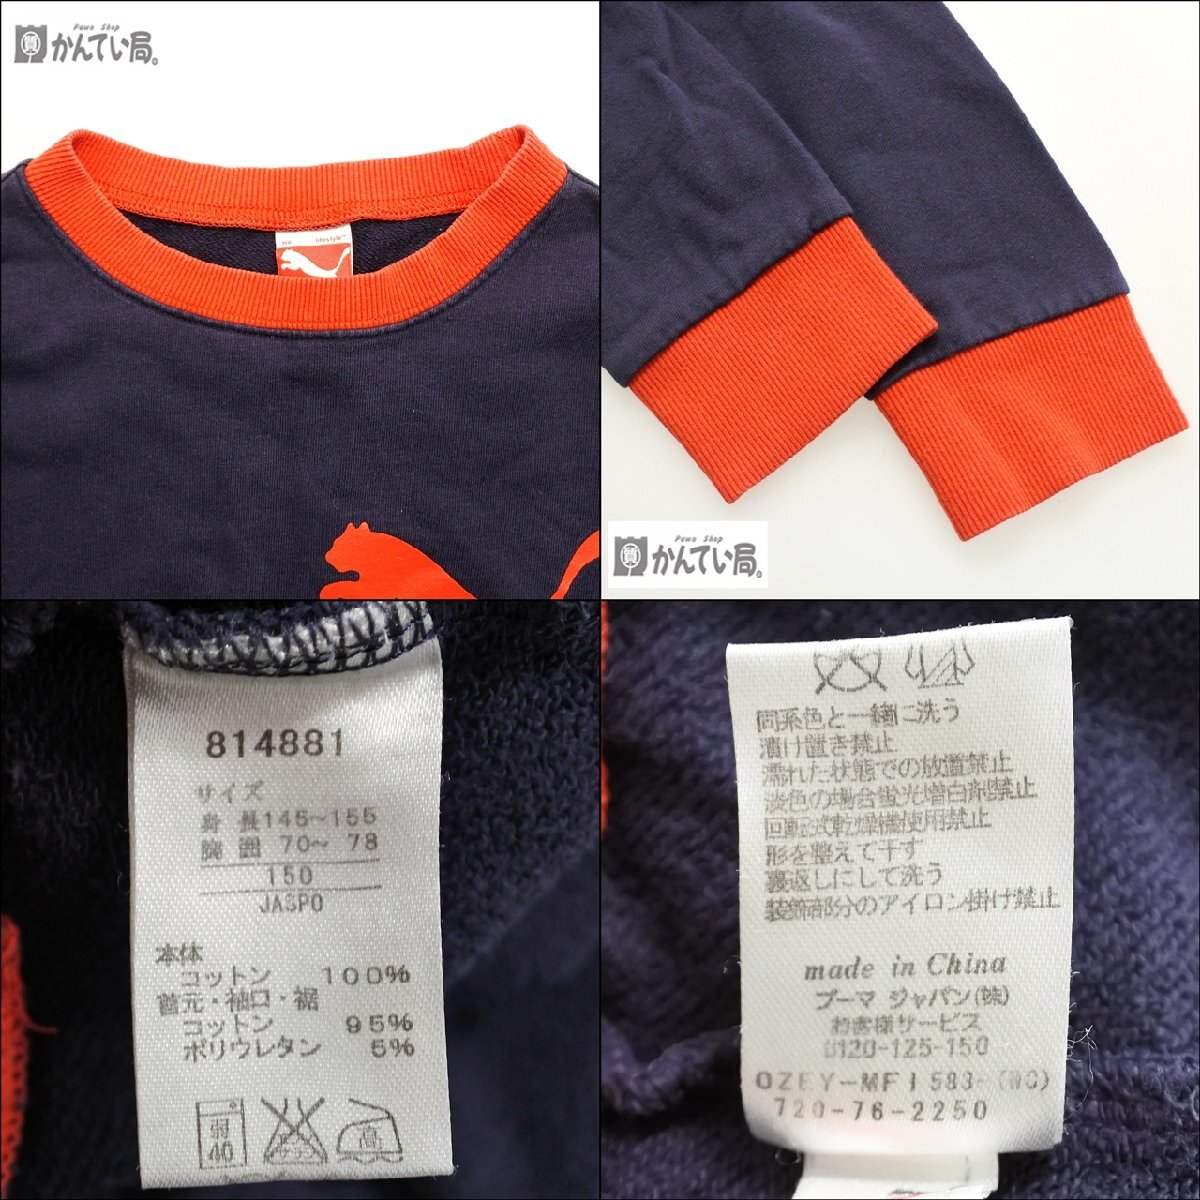 Pawn Shop
質 かんてい局。
lifestyle
Pawn Shop
質 かんてい局。
814881
サイズ
身長 145~155
胸囲 70~ 78
150
JASPO
本体
コットン 100%
首元・袖口・裾
コットン 95%
ポリウレタン 5%
弱
40
高
同系色と一緒に洗う
漬け置き禁止
濡れた状態での放置禁止
淡色の場合蛍光増白剤禁止
回転式乾燥機使用禁止
形を整えて干す
裏返しにして洗う
装飾部分のアイロン掛け禁止
made in China
プーマ ジャパン(株)
お客様サービス
0120-125-150
720-76-2250